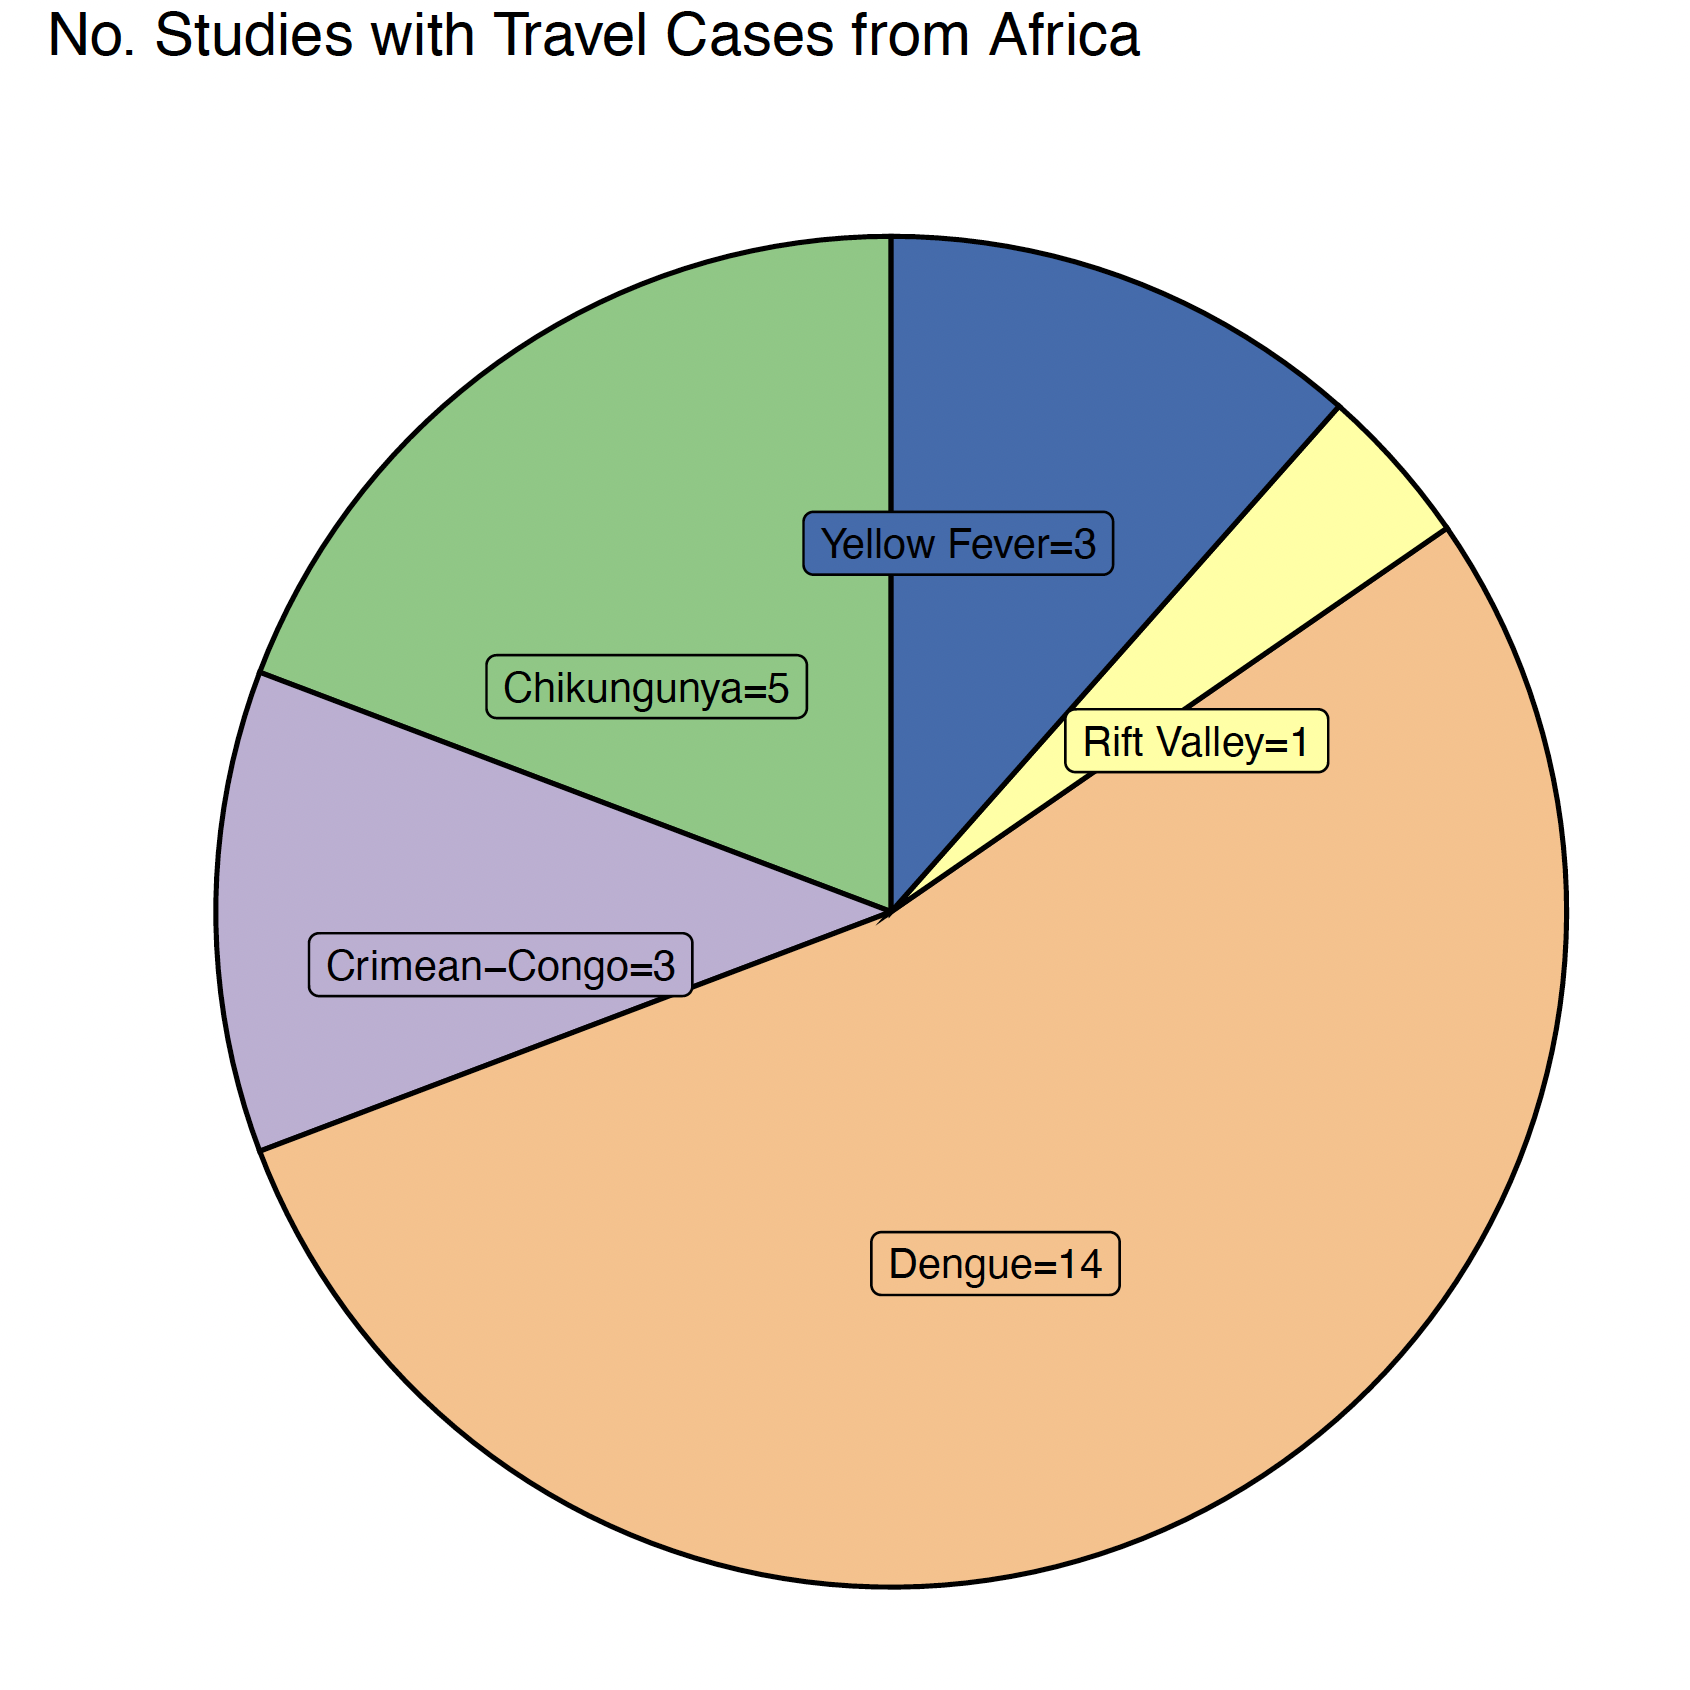 No. Studies with Travel Cases from Africa
Yellow Fever=3
Chikungunya=5
Rift Valley=1
Crimean−Congo=3
Dengue=14